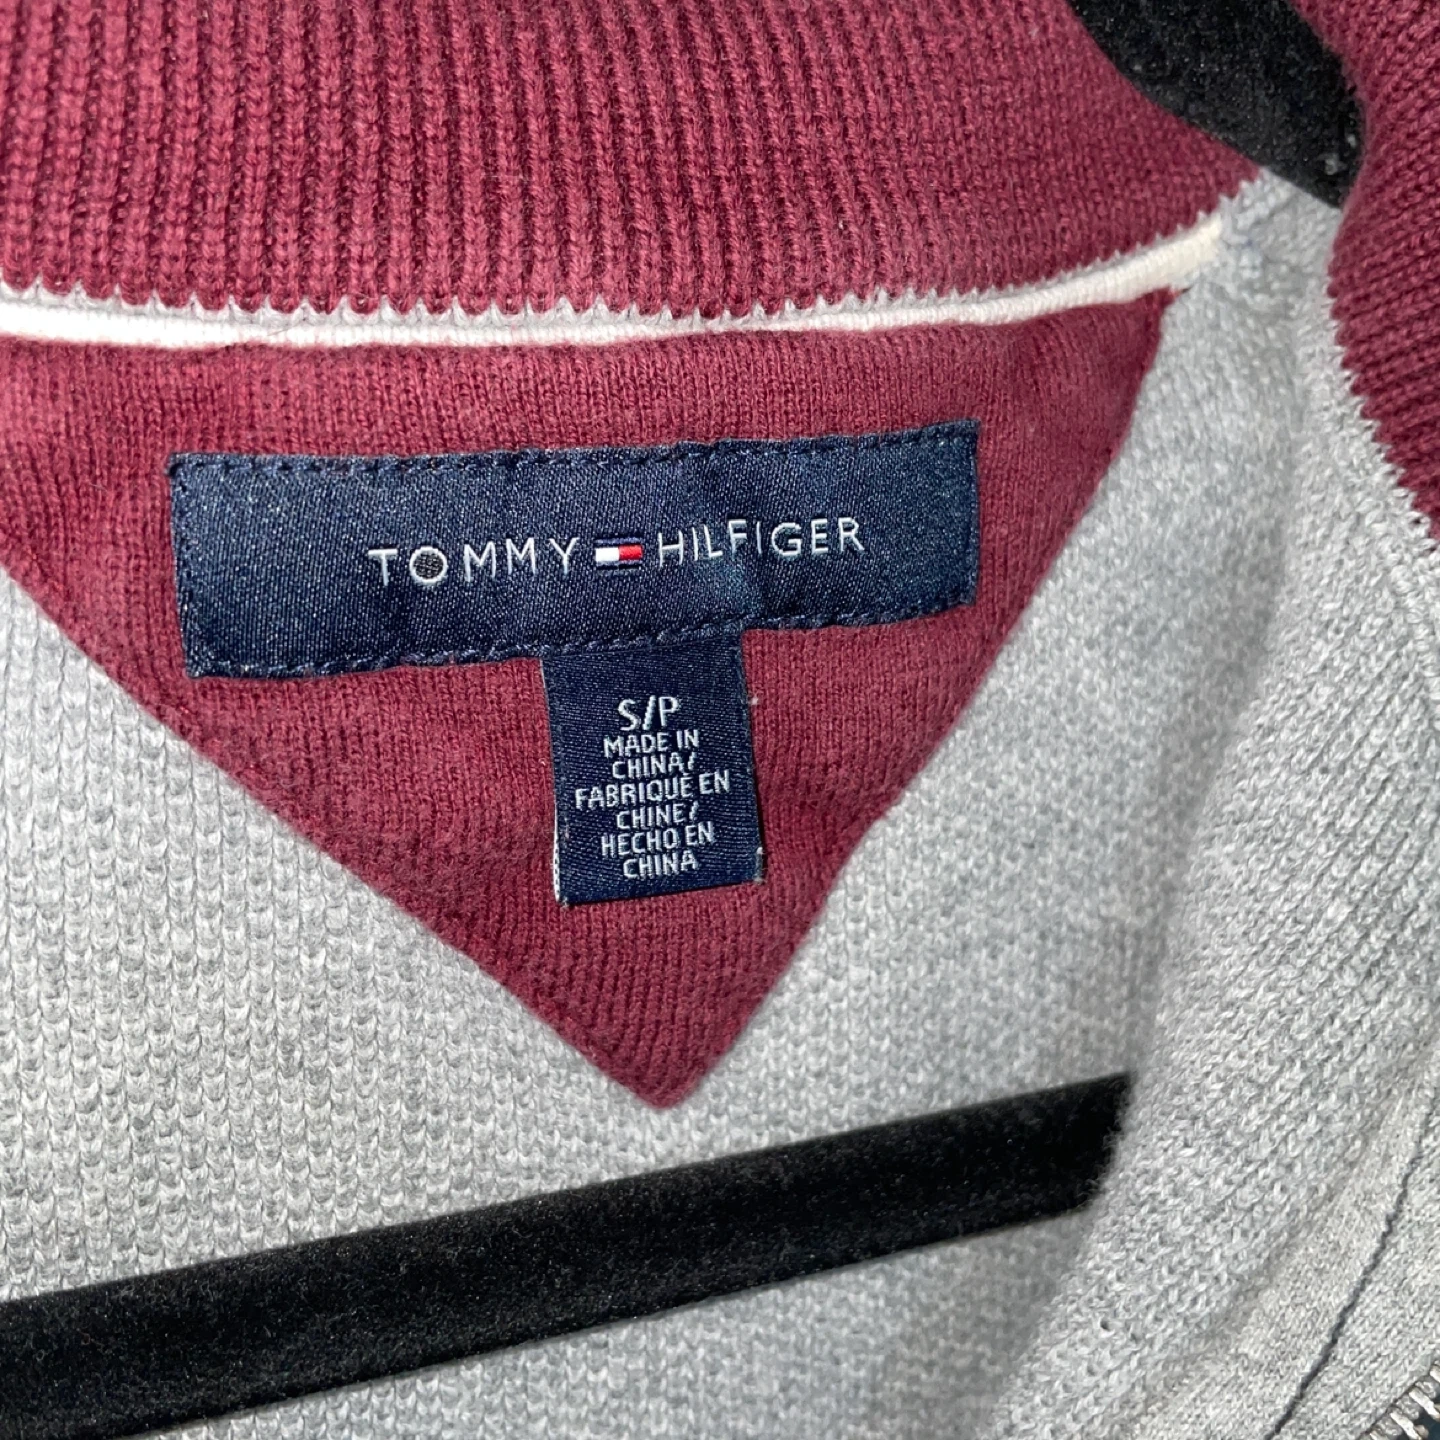 TOMMY HILFIGER
S/P
MADE IN
CHINA/
FABRIQUE EN
CHINE/
HECHO EN
CHINA